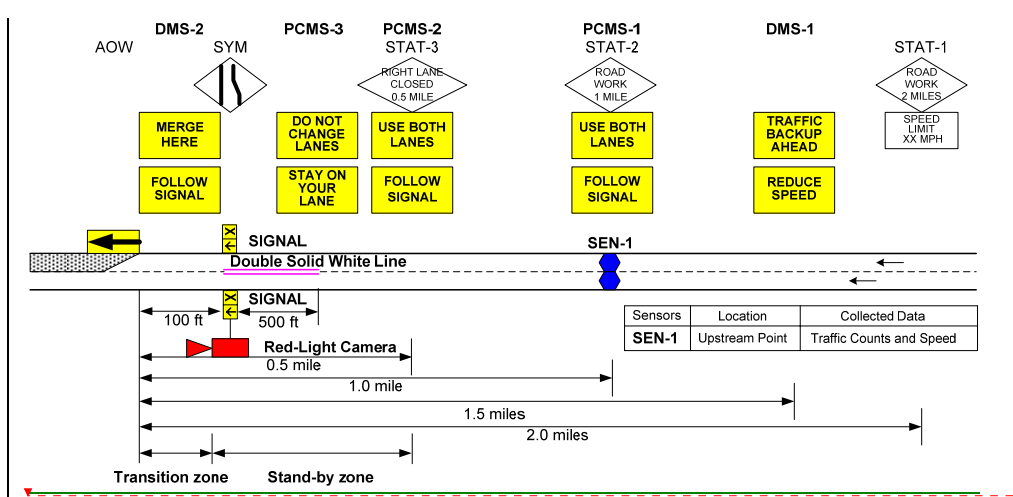 DMS-2 PCMS-3 PCMS-2 PCMS-1 DMS-1
AOW SYM STAT-3 STAT-2 STAT-1
RIGHT LANE
CLOSED
0.5 MILE
ROAD
WORK
1 MILE
ROAD
WORK
2 MILES
MERGE
HERE
DO NOT
CHANGE
LANES
USE BOTH
LANES
USE BOTH
LANES
TRAFFIC
BACKUP
AHEAD
SPEED
LIMIT
XX MPH
FOLLOW
SIGNAL
STAY ON
YOUR
LANE
FOLLOW
SIGNAL
FOLLOW
SIGNAL
REDUCE
SPEED
X
SIGNAL
SEN-1
Double Solid White Line
X
SIGNAL
100 ft 500 ft
Sensors Location Collected Data
SEN-1 Upstream Point Traffic Counts and Speed
Red-Light Camera
0.5 mile
1.0 mile
1.5 miles
2.0 miles
Transition zone Stand-by zone